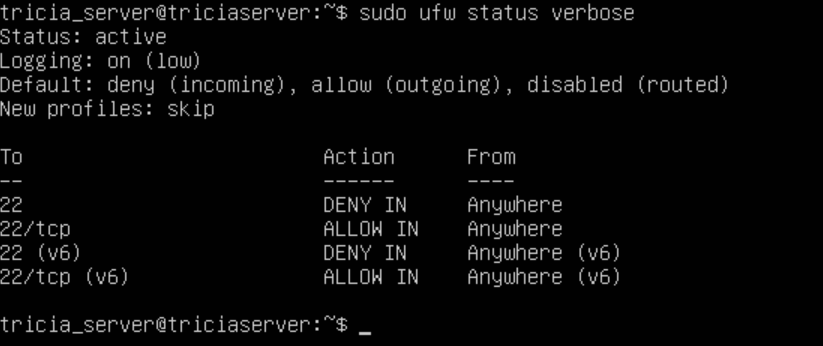 tricia_server@triciaserver:~$ sudo ufw status verbose
Status: active
Logging: on (low)
Default: deny (incoming), allow (outgoing), disabled (routed)
New profiles: skip

To                         Action      From
--                         ------      ----
22                         DENY IN     Anywhere
22/tcp                     ALLOW IN    Anywhere
22 (v6)                    DENY IN     Anywhere (v6)
22/tcp (v6)                ALLOW IN    Anywhere (v6)

tricia_server@triciaserver:~$ _